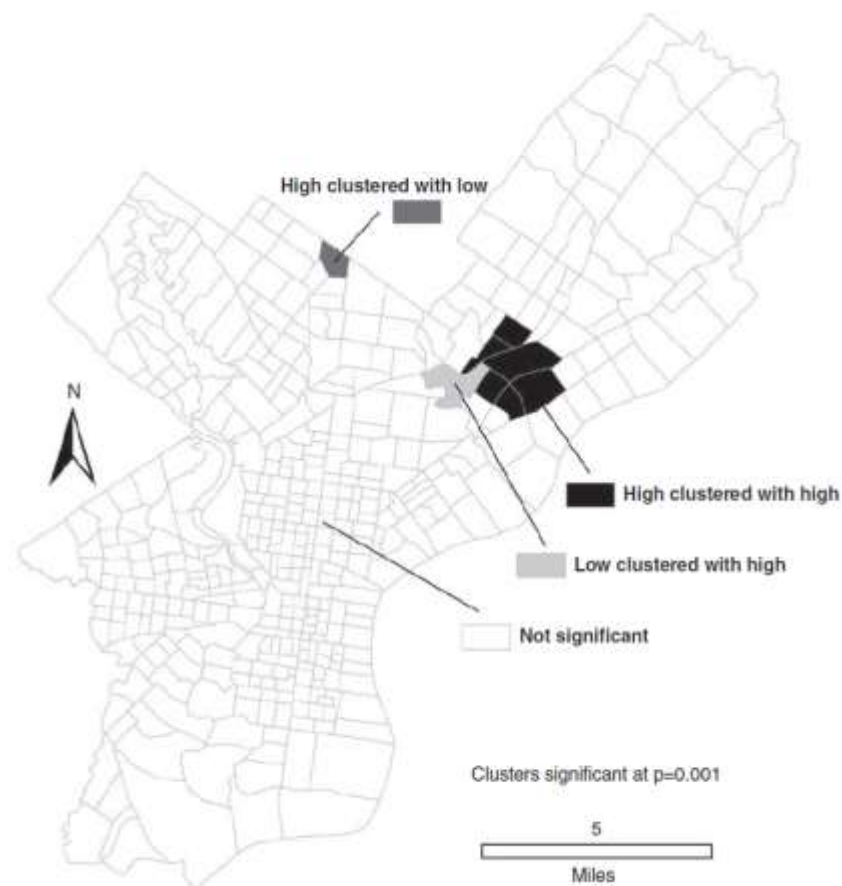 High clustered with low
N
High clustered with high
Low clustered with high
Not significant
Clusters significant at p=0.001
5
Miles